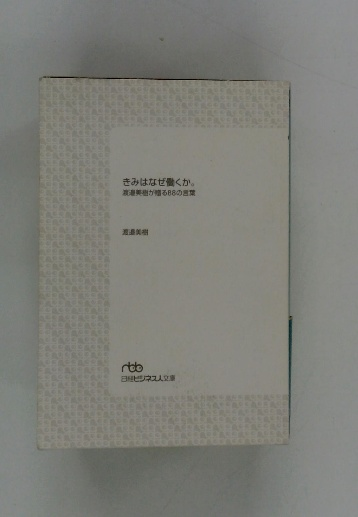 きみはなぜ働くか。
渡邉美樹が贈る88の言葉
渡邉美樹
nbb
日経ビジネス人文庫